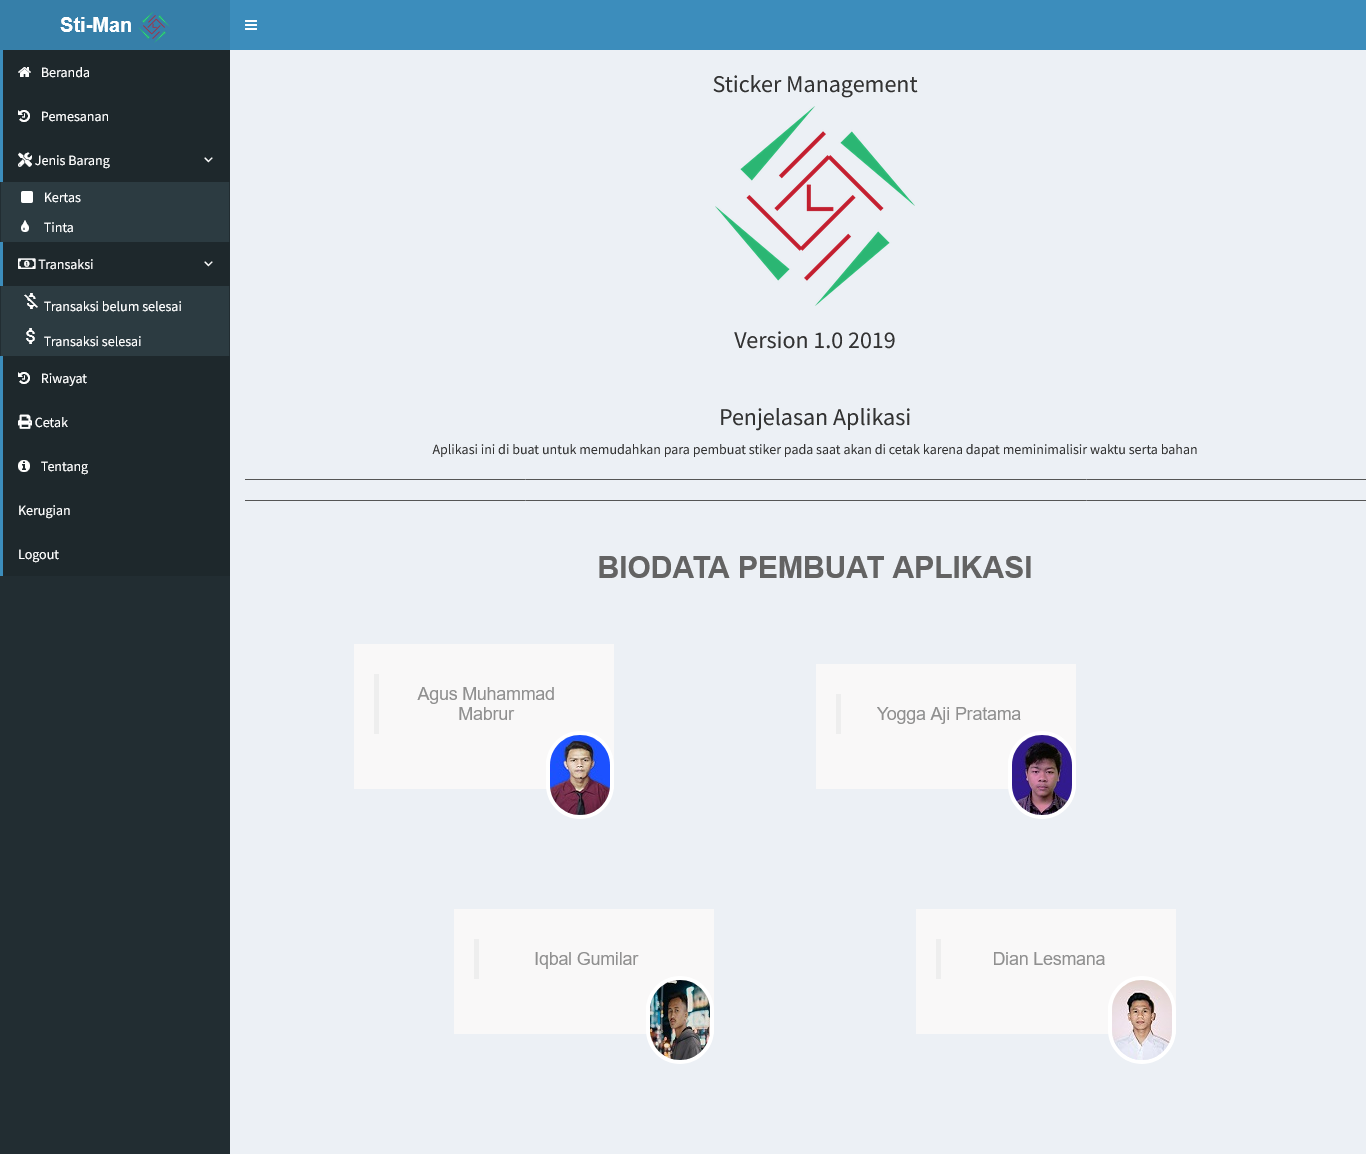 Sti-Man
Beranda
Pemesanan
Jenis Barang
Kertas
Tinta
Transaksi
Transaksi belum selesai
Transaksi selesai
Riwayat
Cetak
Tentang
Kerugian
Logout
Sticker Management
Version 1.0 2019
Penjelasan Aplikasi
Aplikasi ini di buat untuk memudahkan para pembuat stiker pada saat akan di cetak karena dapat meminimalisir waktu serta bahan
BIODATA PEMBUAT APLIKASI
Agus Muhammad
Mabrur
Yogga Aji Pratama
Iqbal Gumilar
Dian Lesmana